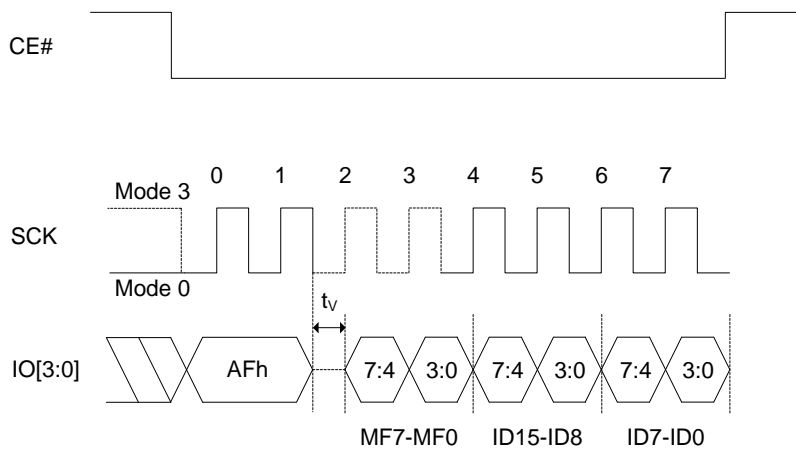 CE#
0 1 2 3 4 5 6 7
Mode 3
SCK
Mode 0
tV
IO[3:0]
AFh
7:4 3:0 7:4 3:0 7:4 3:0
MF7-MF0 ID15-ID8 ID7-ID0